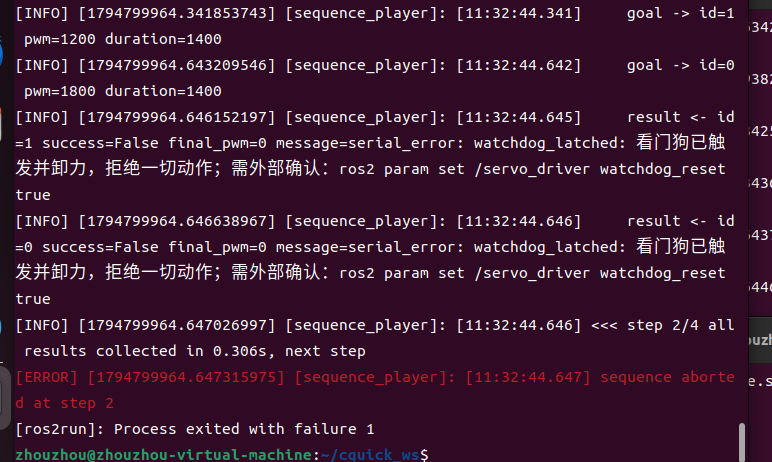 [INFO] [1794799964.341853743] [sequence_player]: [11:32:44.341]     goal -> id=1
 pwm=1200 duration=1400
[INFO] [1794799964.643209546] [sequence_player]: [11:32:44.642]     goal -> id=0
 pwm=1800 duration=1400
[INFO] [1794799964.646152197] [sequence_player]: [11:32:44.645]     result <- id
=1 success=False final_pwm=0 message=serial_error: watchdog_latched: 看门狗已触
发并卸力，拒绝一切动作；需外部确认：ros2 param set /servo_driver watchdog_reset
true
[INFO] [1794799964.646638967] [sequence_player]: [11:32:44.646]     result <- id
=0 success=False final_pwm=0 message=serial_error: watchdog_latched: 看门狗已触
发并卸力，拒绝一切动作；需外部确认：ros2 param set /servo_driver watchdog_reset
true
[INFO] [1794799964.647026997] [sequence_player]: [11:32:44.646] <<< step 2/4 all
 results collected in 0.306s, next step
[ERROR] [1794799964.647315975] [sequence_player]: [11:32:44.647] sequence aborte
d at step 2
[ros2run]: Process exited with failure 1
zhouzhou@zhouzhou-virtual-machine:~/cquick_ws$